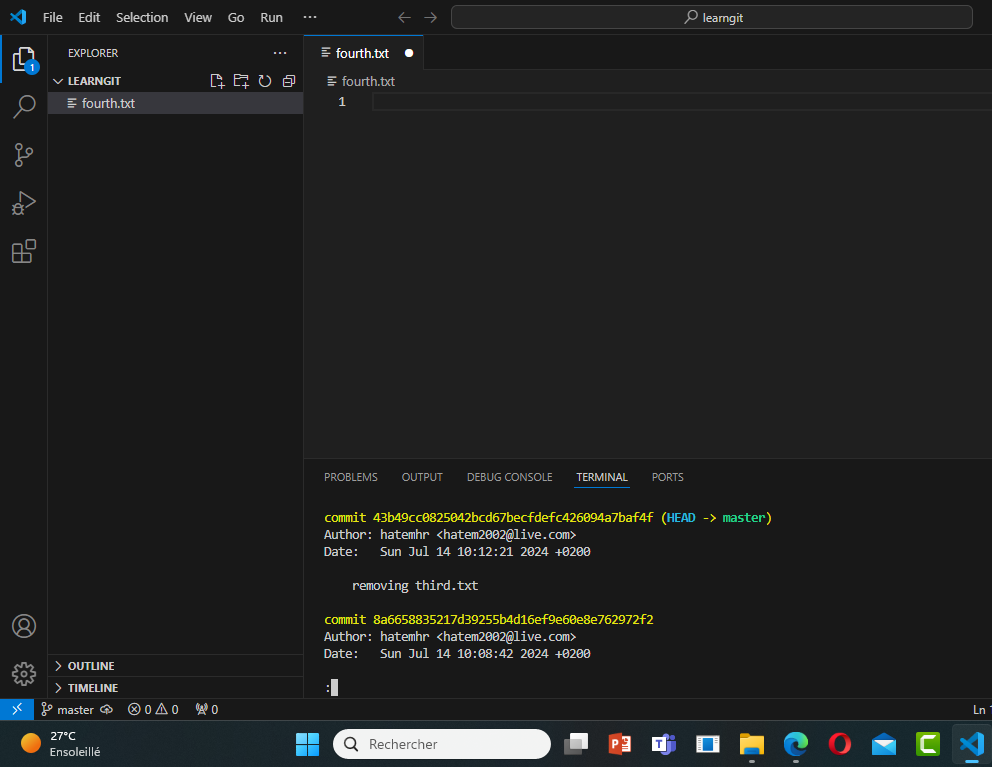 File Edit Selection View Go Run ···
learngit
EXPLORER ···
fourth.txt
LEARNGIT
fourth.txt
fourth.txt
1
1
PROBLEMS OUTPUT DEBUG CONSOLE TERMINAL PORTS
commit 43b49cc0825042bcd67becfdefc426094a7baf4f (HEAD -> master)
Author: hatemhr <hatem2002@live.com>
Date:   Sun Jul 14 10:12:21 2024 +0200
removing third.txt
commit 8a6658835217d39255b4d16ef9e60e8e762972f2
Author: hatemhr <hatem2002@live.com>
Date:   Sun Jul 14 10:08:42 2024 +0200
:
OUTLINE
TIMELINE
master 0 0 0
Ln
27°C
Ensoleillé
Rechercher